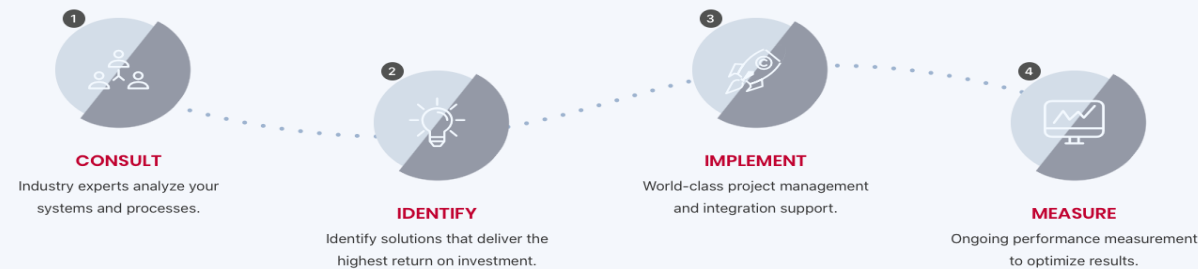 1
CONSULT
Industry experts analyze your
systems and processes.
2
IDENTIFY
Identify solutions that deliver the
highest return on investment.
3
IMPLEMENT
World-class project management
and integration support.
4
MEASURE
Ongoing performance measurement
to optimize results.